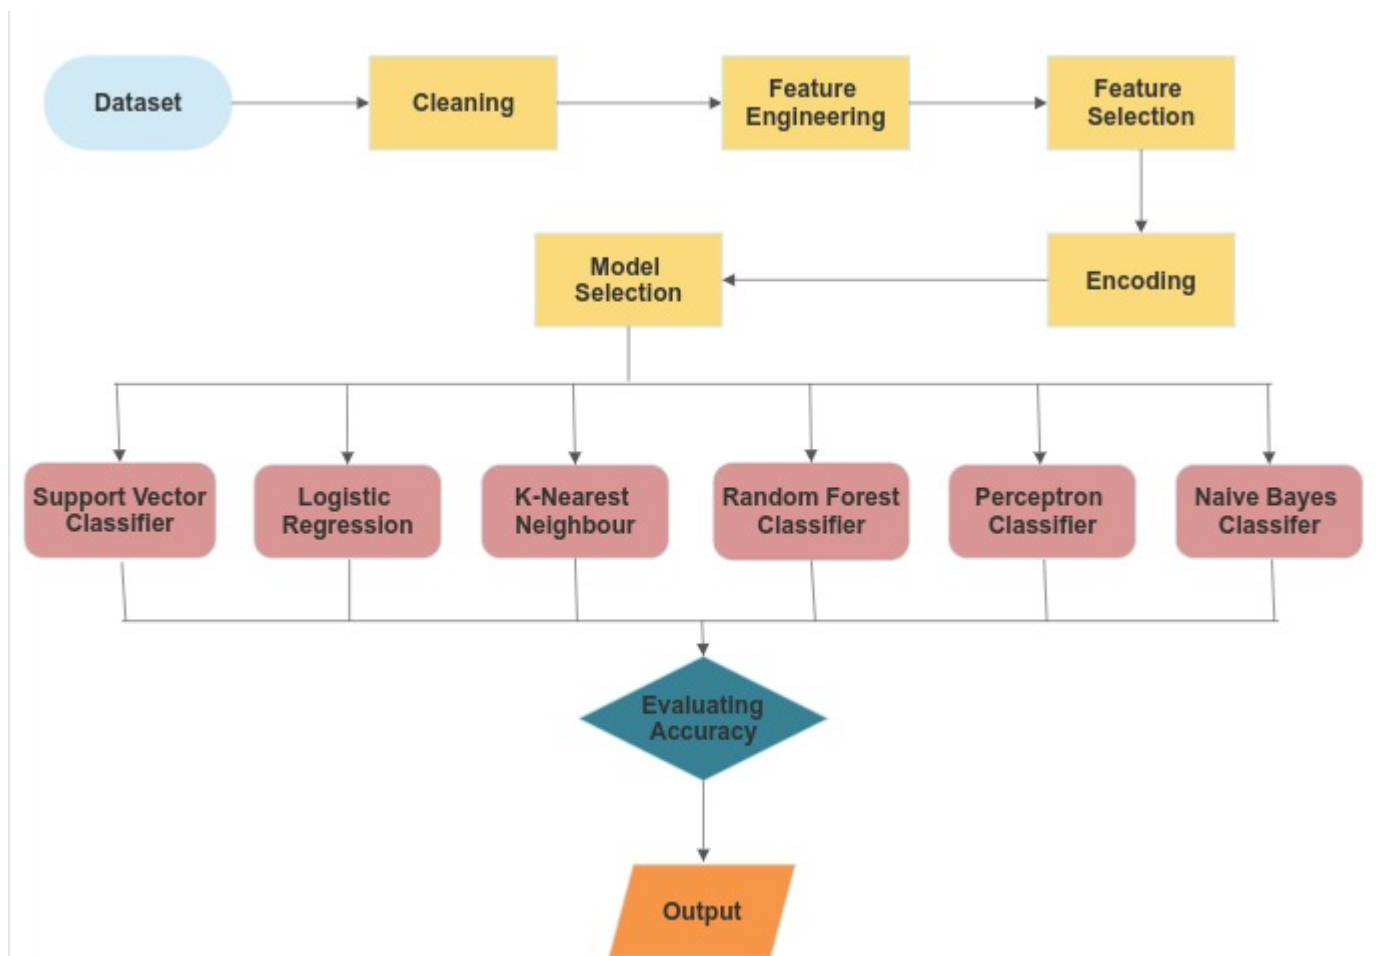 Dataset
Cleaning
Feature
Engineering
Feature
Selection
Model
Selection
Encoding
Support Vector
Classifier
Logistic
Regression
K-Nearest
Neighbour
Random Forest
Classifier
Perceptron
Classifier
Naive Bayes
Classifer
Evaluating
Accuracy
Output